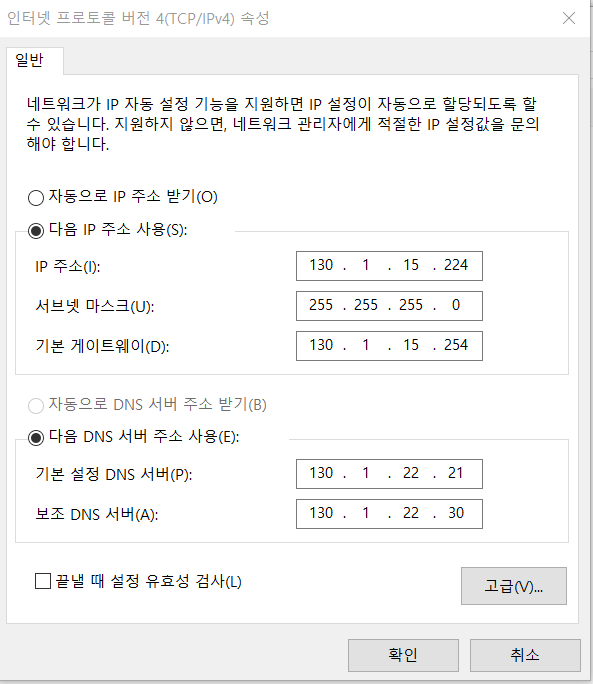 인터넷 프로토콜 버전 4(TCP/IPv4) 속성
일반
네트워크가 IP 자동 설정 기능을 지원하면 IP 설정이 자동으로 할당되도록 할
수 있습니다. 지원하지 않으면, 네트워크 관리자에게 적절한 IP 설정값을 문의
해야 합니다.
자동으로 IP 주소 받기(O)
다음 IP 주소 사용(S):
IP 주소(I): 130 . 1 . 15 . 224
서브넷 마스크(U): 255 . 255 . 255 . 0
기본 게이트웨이(D): 130 . 1 . 15 . 254
자동으로 DNS 서버 주소 받기(B)
다음 DNS 서버 주소 사용(E):
기본 설정 DNS 서버(P): 130 . 1 . 22 . 21
보조 DNS 서버(A): 130 . 1 . 22 . 30
끝낼 때 설정 유효성 검사(L)
고급(V)...
확인 취소